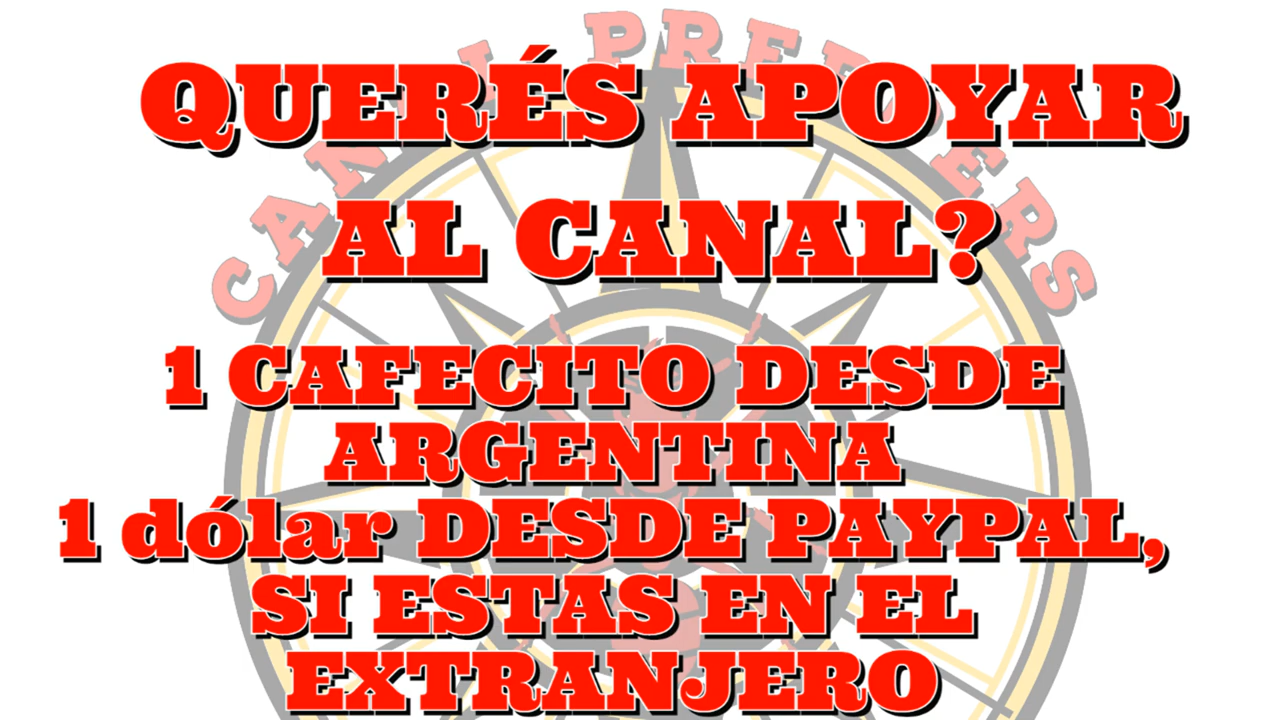 QUERÉS APOYAR
AL CANAL?
1 CAFECITO DESDE
ARGENTINA
1 dólar DESDE PAYPAL,
SI ESTAS EN EL
EXTRANJERO